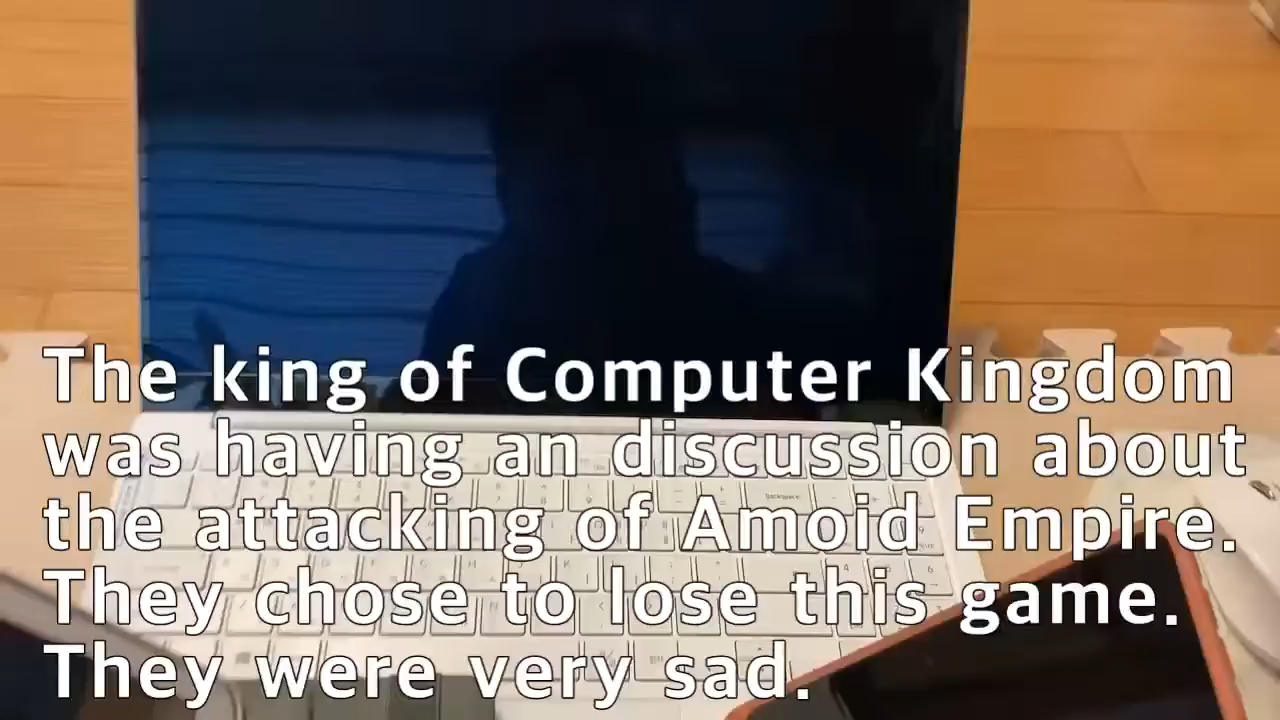 The king of Computer Kingdom
was having an discussion about
the attacking of Amoid Empire.
They chose to lose this game.
They were very sad.
Backspace